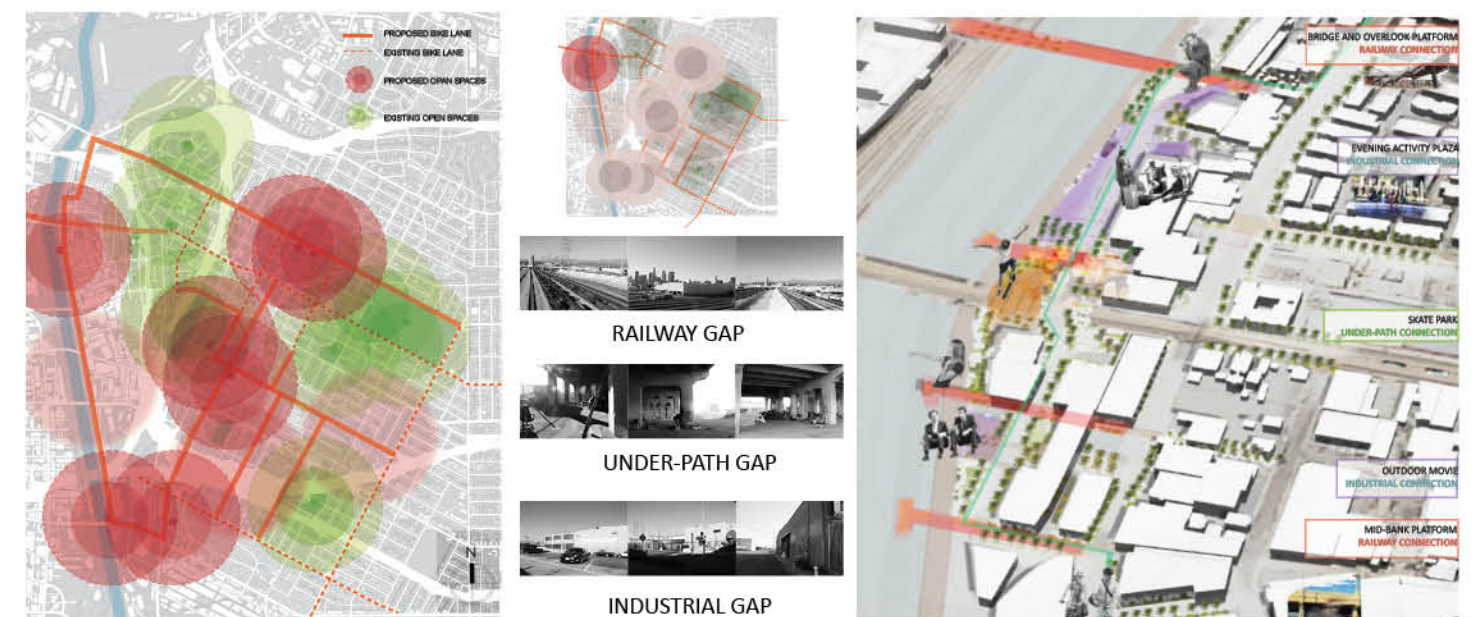 PROPOSED BIKE LANE
EXISTING BIKE LANE
PROPOSED OPAN SPACES
EXISTING OPEN SPACES
N
RAILWAY GAP
UNDER-PATH GAP
INDUSTRIAL GAP
BRIDGE AND OVERLOOK PLATFORM
RAILWAY CONNECTION
EVENING ACTIVITY PLAZA
INDUSTRIAL CONNECTION
SKATE PARK
UNDER-PATH CONNECTION
OUTDOOR MOVIE
INDUSTRIAL CONNECTION
MID-BANK PLATFORM
RAILWAY CONNECTION